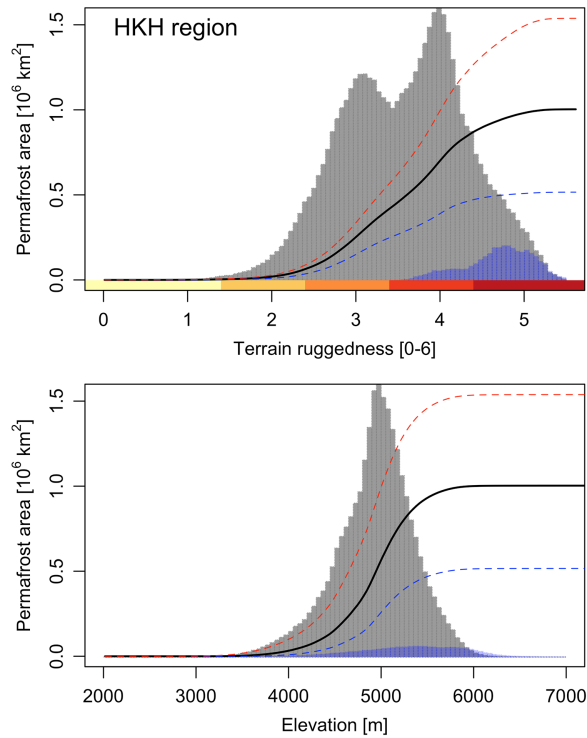 HKH region
Permafrost area [10⁶ km²]
1.5
1.0
0.5
0.0
0 1 2 3 4 5
Terrain ruggedness [0-6]
Permafrost area [10⁶ km²]
1.5
1.0
0.5
0.0
2000 3000 4000 5000 6000 7000
Elevation [m]